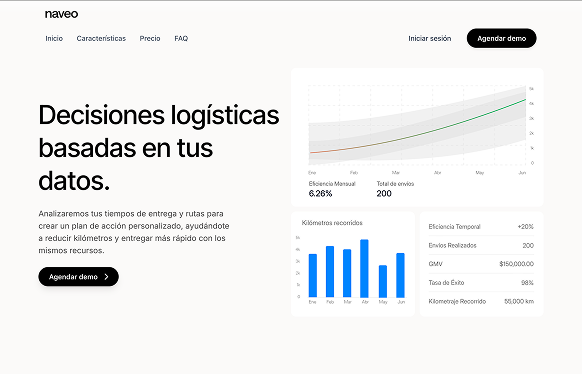 naveo
Inicio Características Precio FAQ
Iniciar sesión
Agendar demo
Decisiones logísticas
basadas en tus
datos.
Analizaremos tus tiempos de entrega y rutas para
crear un plan de acción personalizado, ayudándote
a reducir kilómetros y entregar más rápido con los
mismos recursos.
Agendar demo
Ene Feb Mar Abr May Jun
Eficiencia Mensual
6.26%
Total de envíos
200
Kilómetros recorridos
Ene Feb Mar Abr May Jun
Eficiencia Temporal +20%
Envíos Realizados 200
GMV $150,000.00
Tasa de Éxito 98%
Kilometraje Recorrido 55,000 km